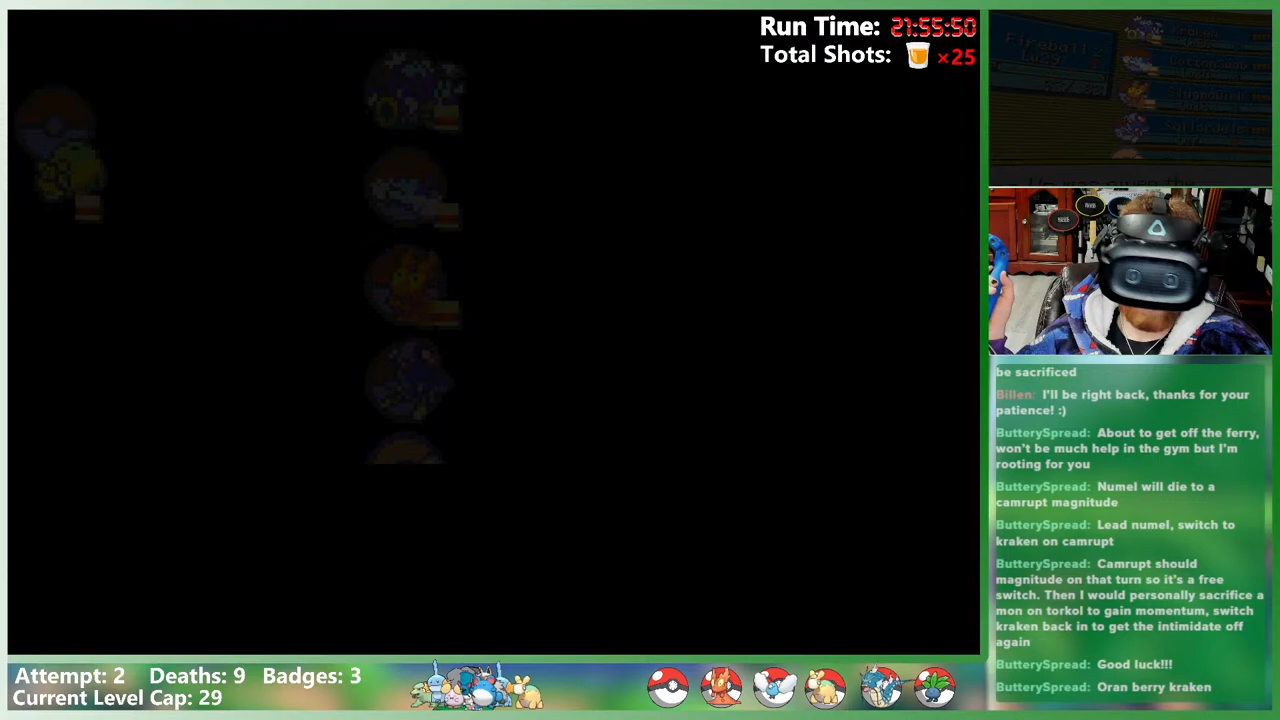 Run Time: 21:55:50
Total Shots: ×25
Fireball
be sacrificed
Billen: I'll be right back, thanks for your
patience! :)
ButterySpread: About to get off the ferry,
won't be much help in the gym but I'm
rooting for you
ButterySpread: Numel will die to a
camrupt magnitude
ButterySpread: Lead numel, switch to
kraken on camrupt
ButterySpread: Camrupt should
magnitude on that turn so it's a free
switch. Then I would personally sacrifice a
mon on torkol to gain momentum, switch
kraken back in to get the intimidate off
again
ButterySpread: Good luck!!!
ButterySpread: Oran berry kraken
Attempt: 2 Deaths: 9 Badges: 3
Current Level Cap: 29